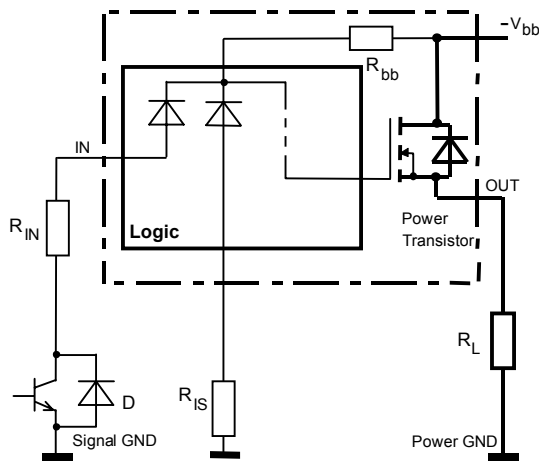 −Vbb
Rbb
IN
OUT
RIN
Logic
Power
Transistor
RL
D
RIS
Signal GND
Power GND